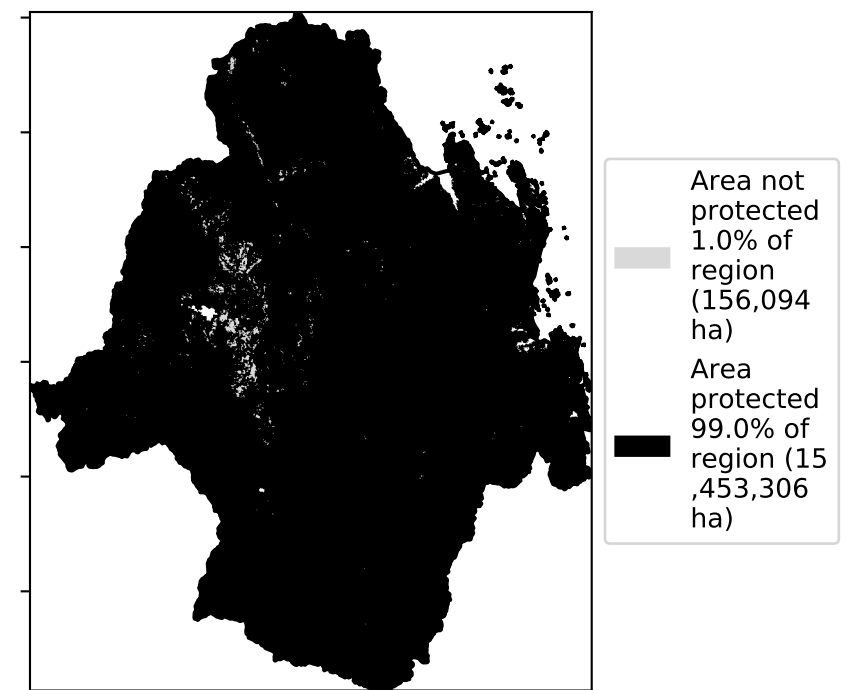 Area not
protected
1.0% of
region
(156,094
ha)
Area
protected
99.0% of
region (15
,453,306
ha)